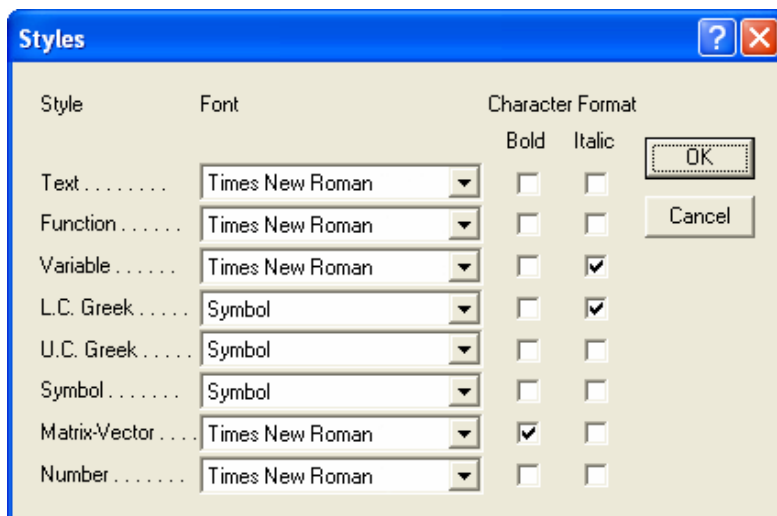 Styles
Style Font Character Format
Bold Italic
OK
Text . . . . . . . . Times New Roman
Cancel
Function . . . . . . Times New Roman
Variable . . . . . . Times New Roman
L.C. Greek . . . . . Symbol
U.C. Greek . . . . . Symbol
Symbol . . . . . . . Symbol
Matrix-Vector . . . . Times New Roman
Number . . . . . . . Times New Roman